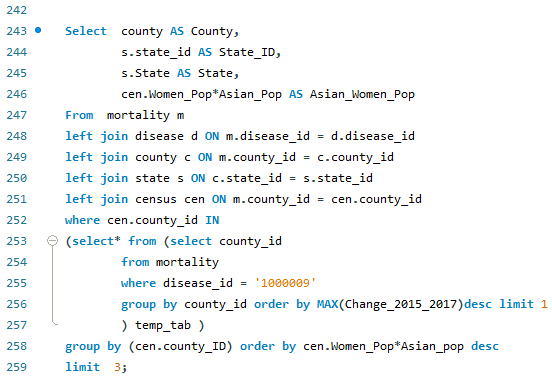 242
243 Select county AS County,
244 s.state_id AS State_ID,
245 s.State AS State,
246 cen.Women_Pop*Asian_Pop AS Asian_Women_Pop
247 From mortality m
248 left join disease d ON m.disease_id = d.disease_id
249 left join county c ON m.county_id = c.county_id
250 left join state s ON c.state_id = s.state_id
251 left join census cen ON m.county_id = cen.county_id
252 where cen.county_id IN
253 (select* from (select county_id
254 from mortality
255 where disease_id = '1000009'
256 group by county_id order by MAX(Change_2015_2017)desc limit 1
257 ) temp_tab )
258 group by (cen.county_ID) order by cen.Women_Pop*Asian_pop desc
259 limit 3;